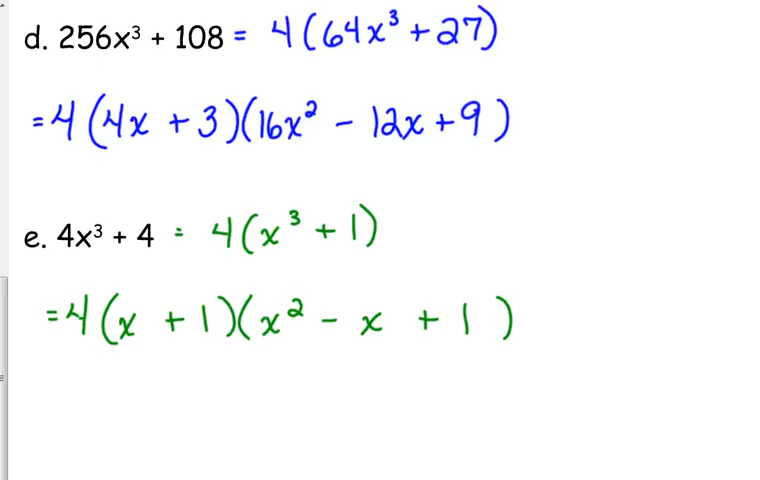 d. 256x³ + 108 = 4(64x³ + 27)
= 4(4x + 3)(16x² - 12x + 9)
e. 4x³ + 4 = 4(x³ + 1)
= 4(x + 1)(x² - x + 1)